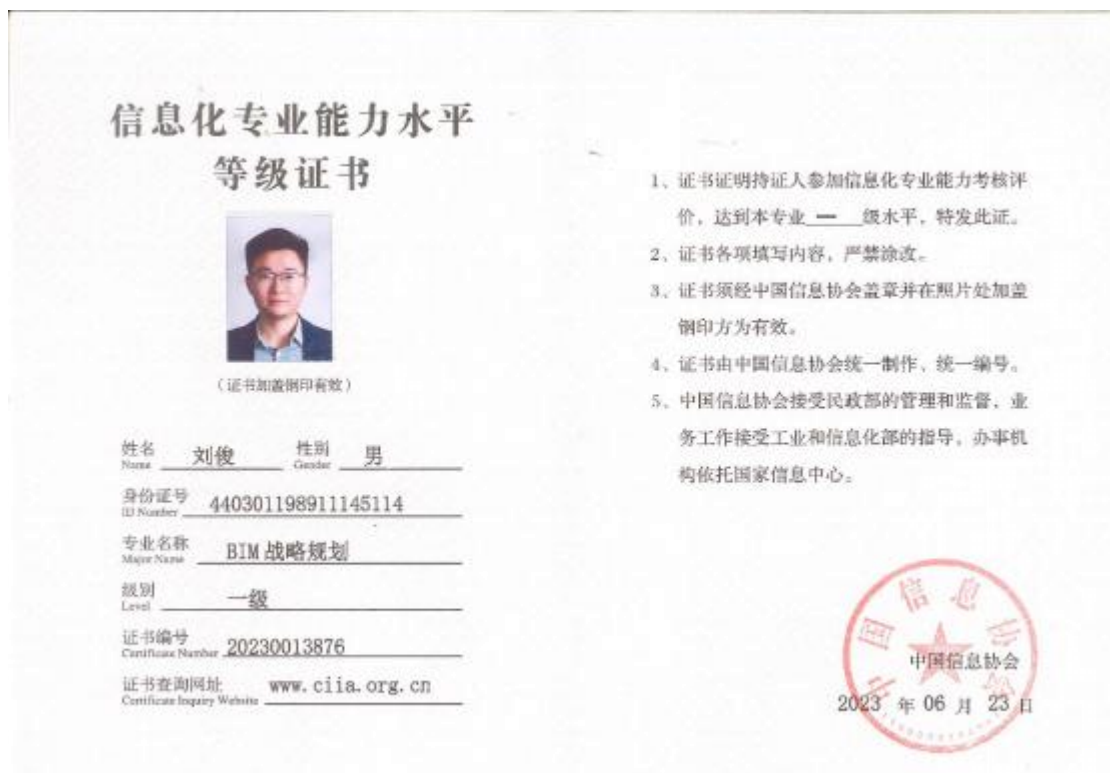 信息化专业能力水平
等级证书
（证书加盖钢印有效）
姓名 刘俊 性别 男
Name Gender
身份证号 440301198911145114
ID Number
专业名称 BIM 战略规划
Major Name
级别 一级
Level
证书编号 20230013876
Certificate Number
证书查询网址 www.ciia.org.cn
Certificate Inquiry Website
1、证书证明持证人参加信息化专业能力考核评
价，达到本专业 一 级水平，特发此证。
2、证书各项填写内容，严禁涂改。
3、证书须经中国信息协会盖章并在照片处加盖
钢印方为有效。
4、证书由中国信息协会统一制作、统一编号。
5、中国信息协会接受民政部的管理和监督，业
务工作接受工业和信息化部的指导，办事机
构依托国家信息中心。
中国信息协会
中国信息协会
2023 年 06 月 23 日